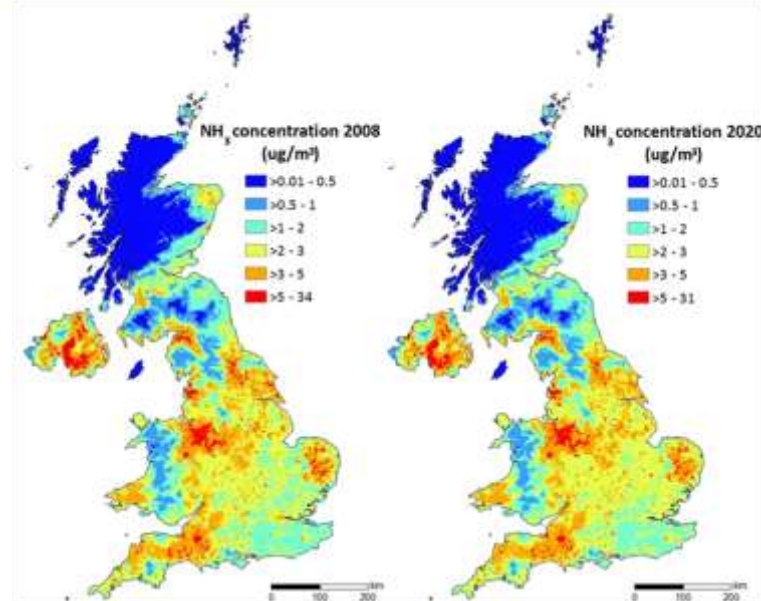 NH3 concentration 2008
(ug/m³)
>0.01 - 0.5
>0.5 - 1
>1 - 2
>2 - 3
>3 - 5
>5 - 34
km
0 100 200
NH3 concentration 2020
(ug/m³)
>0.01 - 0.5
>0.5 - 1
>1 - 2
>2 - 3
>3 - 5
>5 - 31
km
0 100 200